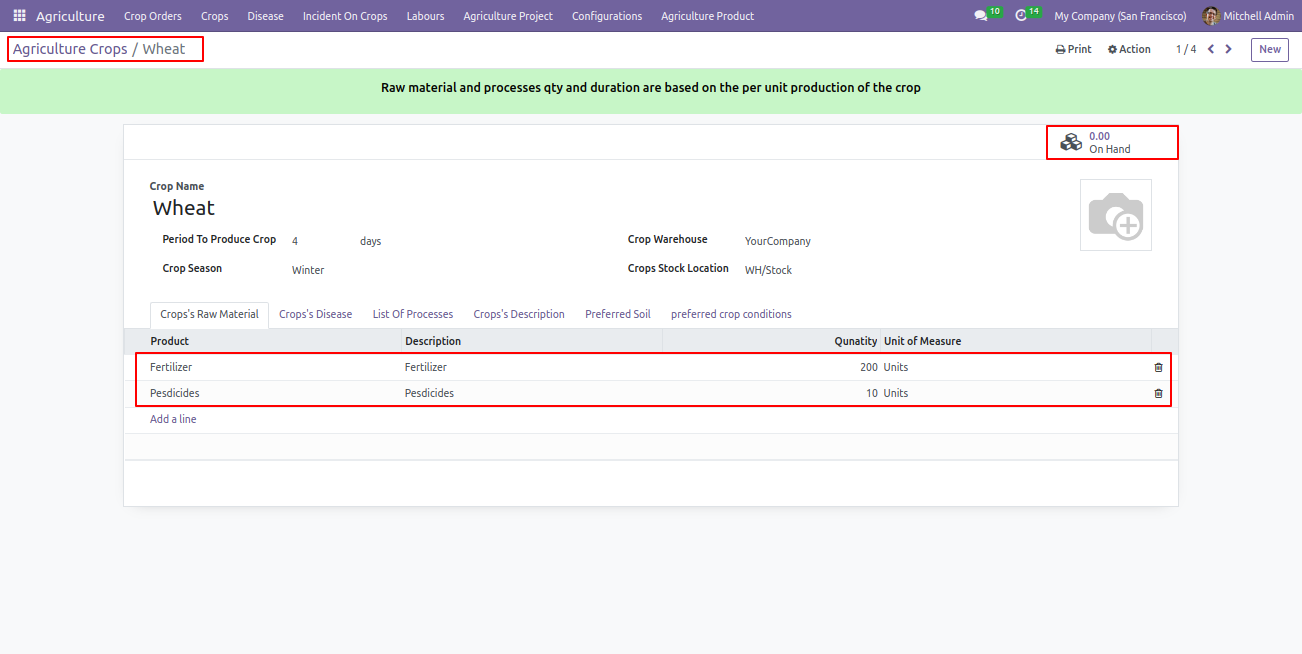 Agriculture Crop Orders Crops Disease Incident On Crops Labours Agriculture Project Configurations Agriculture Product 10 14 My Company (San Francisco) Mitchell Admin
Agriculture Crops / Wheat Print Action 1 / 4 New
Raw material and processes qty and duration are based on the per unit production of the crop
0.00
On Hand
Crop Name
Wheat
Period To Produce Crop 4 days Crop Warehouse YourCompany
Crop Season Winter Crops Stock Location WH/Stock
Crops's Raw Material Crops's Disease List Of Processes Crops's Description Preferred Soil preferred crop conditions
Product Description Qunatity Unit of Measure
Fertilizer Fertilizer 200 Units
Pesdicides Pesdicides 10 Units
Add a line